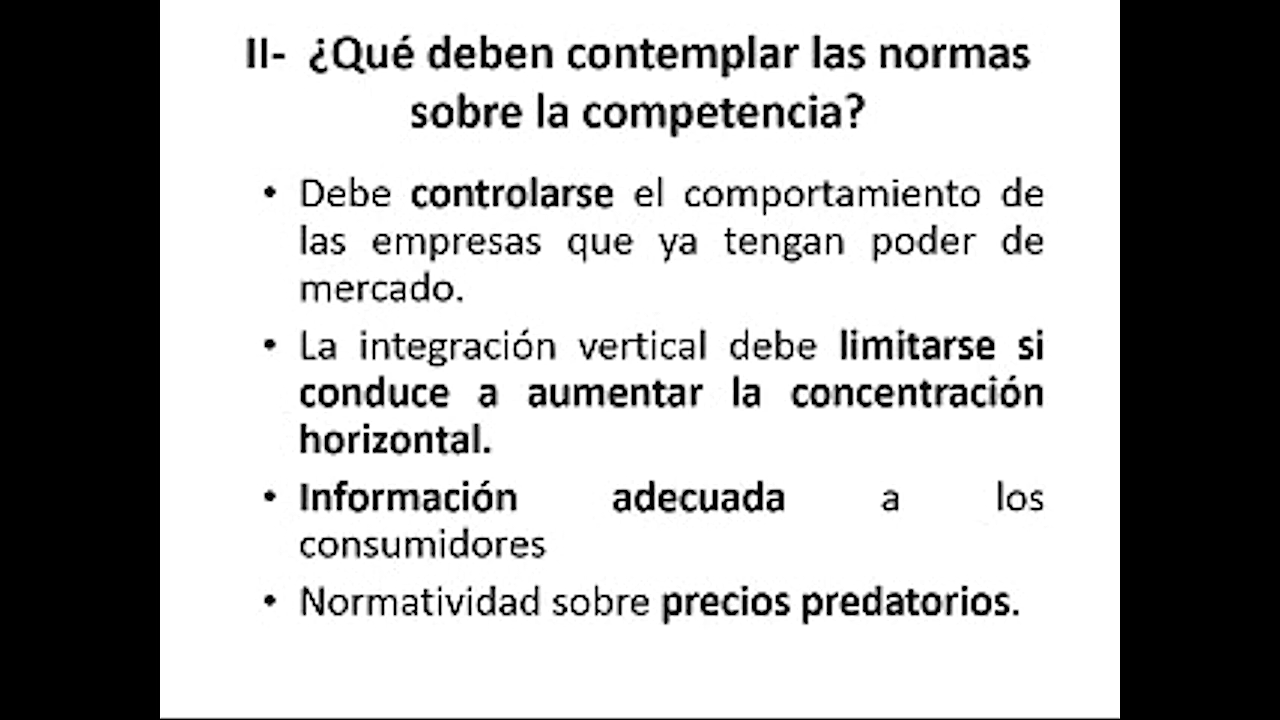 II- ¿Qué deben contemplar las normas
sobre la competencia?
• Debe controlarse el comportamiento de
las empresas que ya tengan poder de
mercado.
• La integración vertical debe limitarse si
conduce a aumentar la concentración
horizontal.
• Información adecuada a los
consumidores
• Normatividad sobre precios predatorios.